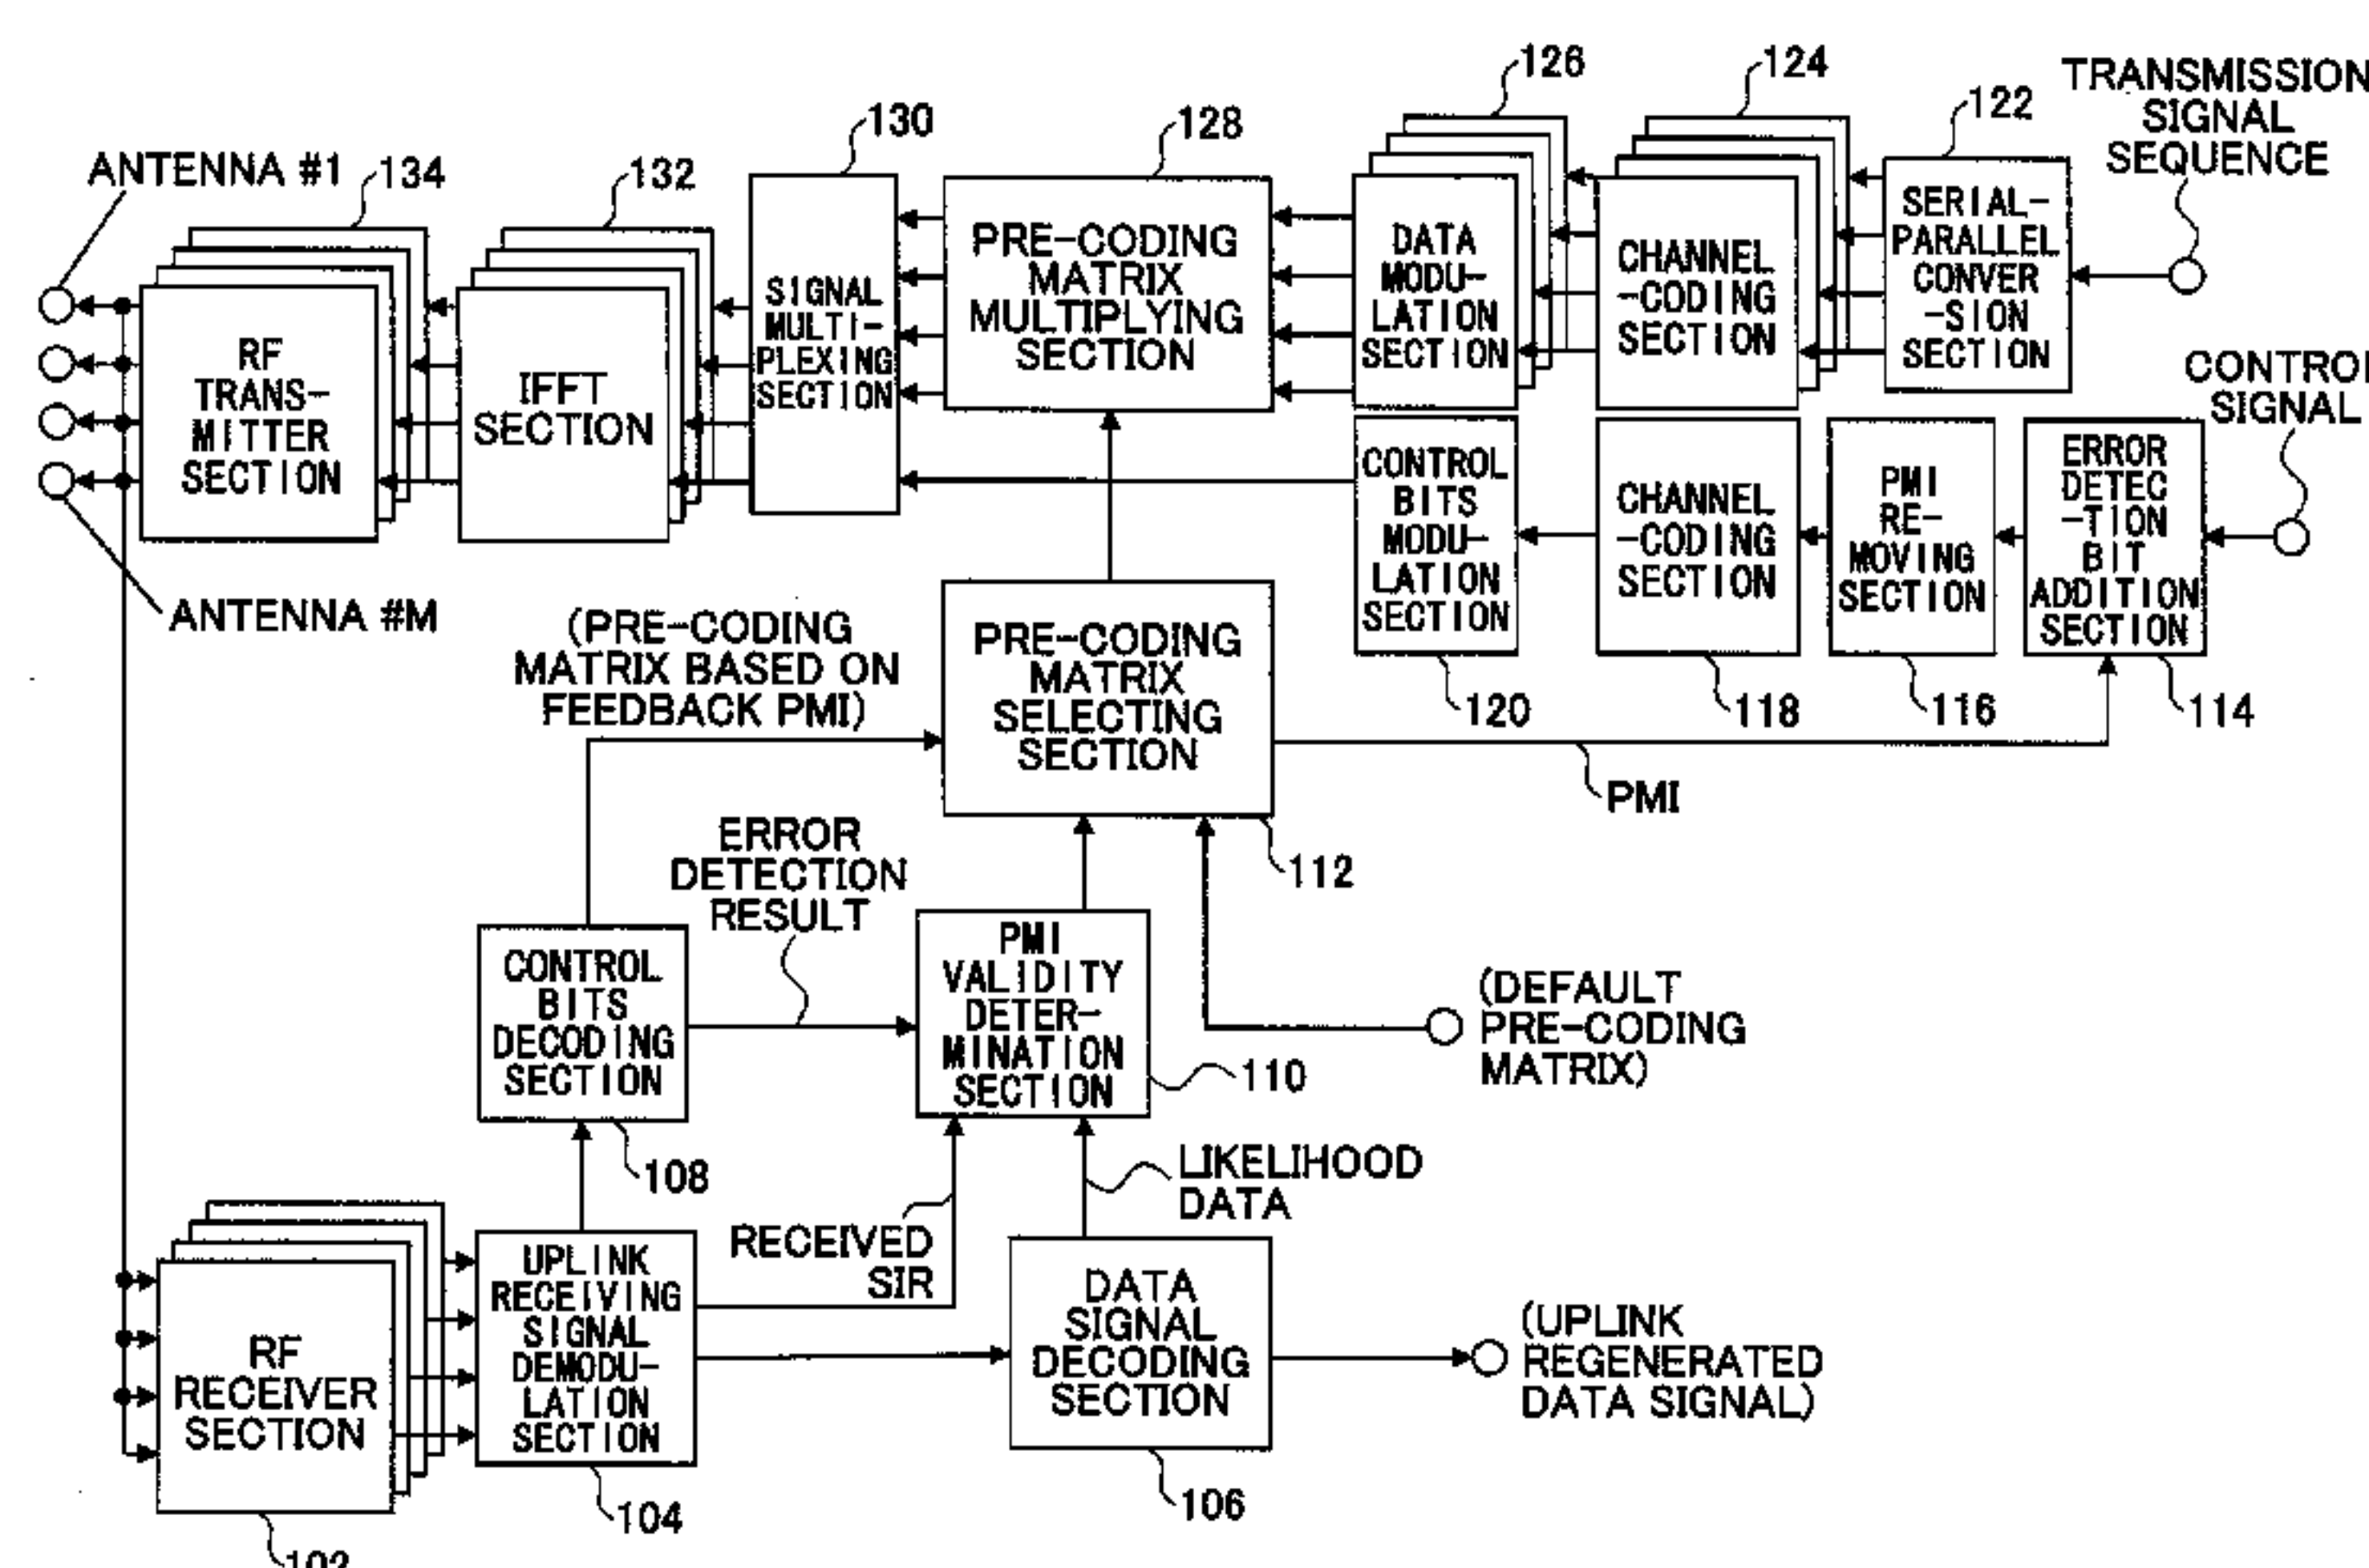 126
124
122
TRANSMISSION
SIGNAL
SEQUENCE
130
128
ANTENNA #1
134
132
SIGNAL
MULTI-
PLEXING
SECTION
PRE-CODING
MATRIX
MULTIPLYING
SECTION
DATA
MODU-
LATION
SECTION
CHANNEL
-CODING
SECTION
SERIAL-
PARALLEL
CONVER
-SION
SECTION
RF
TRANS-
MITTER
SECTION
IFFT
SECTION
CONTROL
SIGNAL
CONTROL
BITS
MODU-
LATION
SECTION
CHANNEL
-CODING
SECTION
PMI
RE-
MOVING
SECTION
ERROR
DETEC
-TION
BIT
ADDITION
SECTION
ANTENNA #M
(PRE-CODING
MATRIX BASED ON
FEEDBACK PMI)
PRE-CODING
MATRIX
SELECTING
SECTION
120
118
116
114
PMI
112
ERROR
DETECTION
RESULT
CONTROL
BITS
DECODING
SECTION
PMI
VALIDITY
DETER-
MINATION
SECTION
110
(DEFAULT
PRE-CODING
MATRIX)
108
LIKELIHOOD
DATA
RECEIVED
SIR
RF
RECEIVER
SECTION
UPLINK
RECEIVING
SIGNAL
DEMODU-
LATION
SECTION
DATA
SIGNAL
DECODING
SECTION
(UPLINK
REGENERATED
DATA SIGNAL)
102
104
106